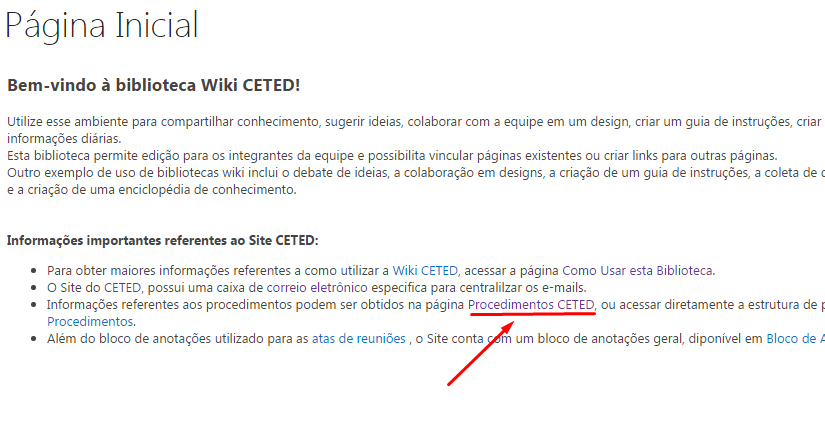 Página Inicial
Bem-vindo à biblioteca Wiki CETED!
Utilize esse ambiente para compartilhar conhecimento, sugerir ideias, colaborar com a equipe em um design, criar um guia de instruções, criar
informações diárias.
Esta biblioteca permite edição para os integrantes da equipe e possibilita vincular páginas existentes ou criar links para outras páginas.
Outro exemplo de uso de bibliotecas wiki inclui o debate de ideias, a colaboração em designs, a criação de um guia de instruções, a coleta de
e a criação de uma enciclopédia de conhecimento.
Informações importantes referentes ao Site CETED:
Para obter maiores informações referentes a como utilizar a Wiki CETED, acessar a página Como Usar esta Biblioteca.
O Site do CETED, possui uma caixa de correio eletrônico especifica para centralilzar os e-mails.
Informações referentes aos procedimentos podem ser obtidos na página Procedimentos CETED, ou acessar diretamente a estrutura de
Procedimentos.
Além do bloco de anotações utilizado para as atas de reuniões , o Site conta com um bloco de anotações geral, diponível em Bloco de